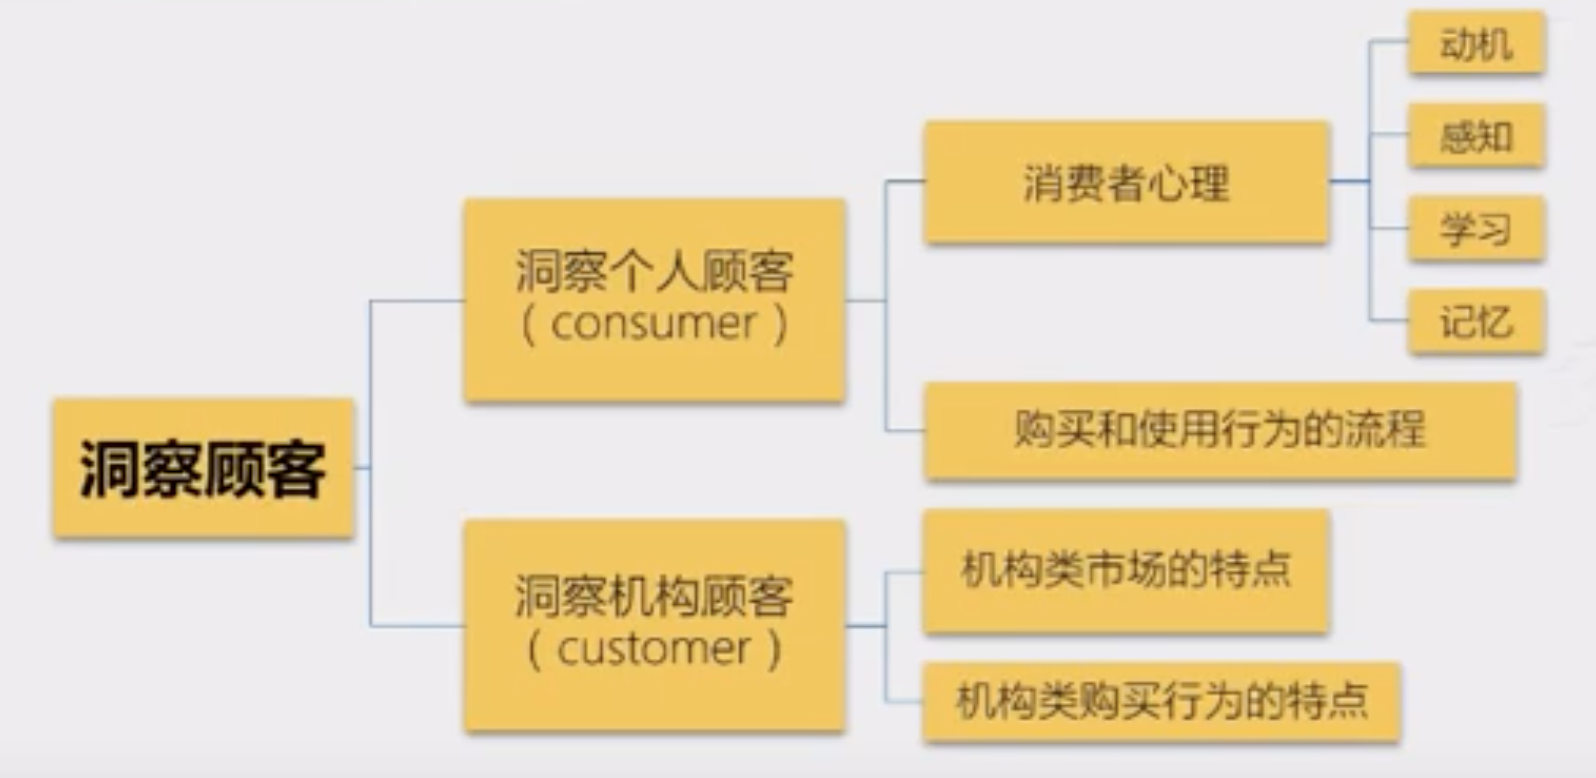 洞察顾客
洞察个人顾客
（consumer）
消费者心理
动机
感知
学习
记忆
购买和使用行为的流程
洞察机构顾客
（customer）
机构类市场的特点
机构类购买行为的特点